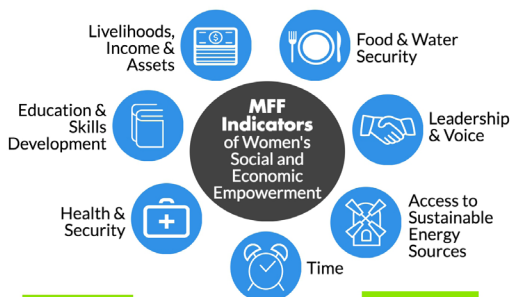 Livelihoods,
Income &
Assets
$
Food & Water
Security
MFF
Indicators
of Women's
Social and
Economic
Empowerment
Education &
Skills
Development
Leadership
& Voice
Health &
Security
Access to
Sustainable
Energy
Sources
Time